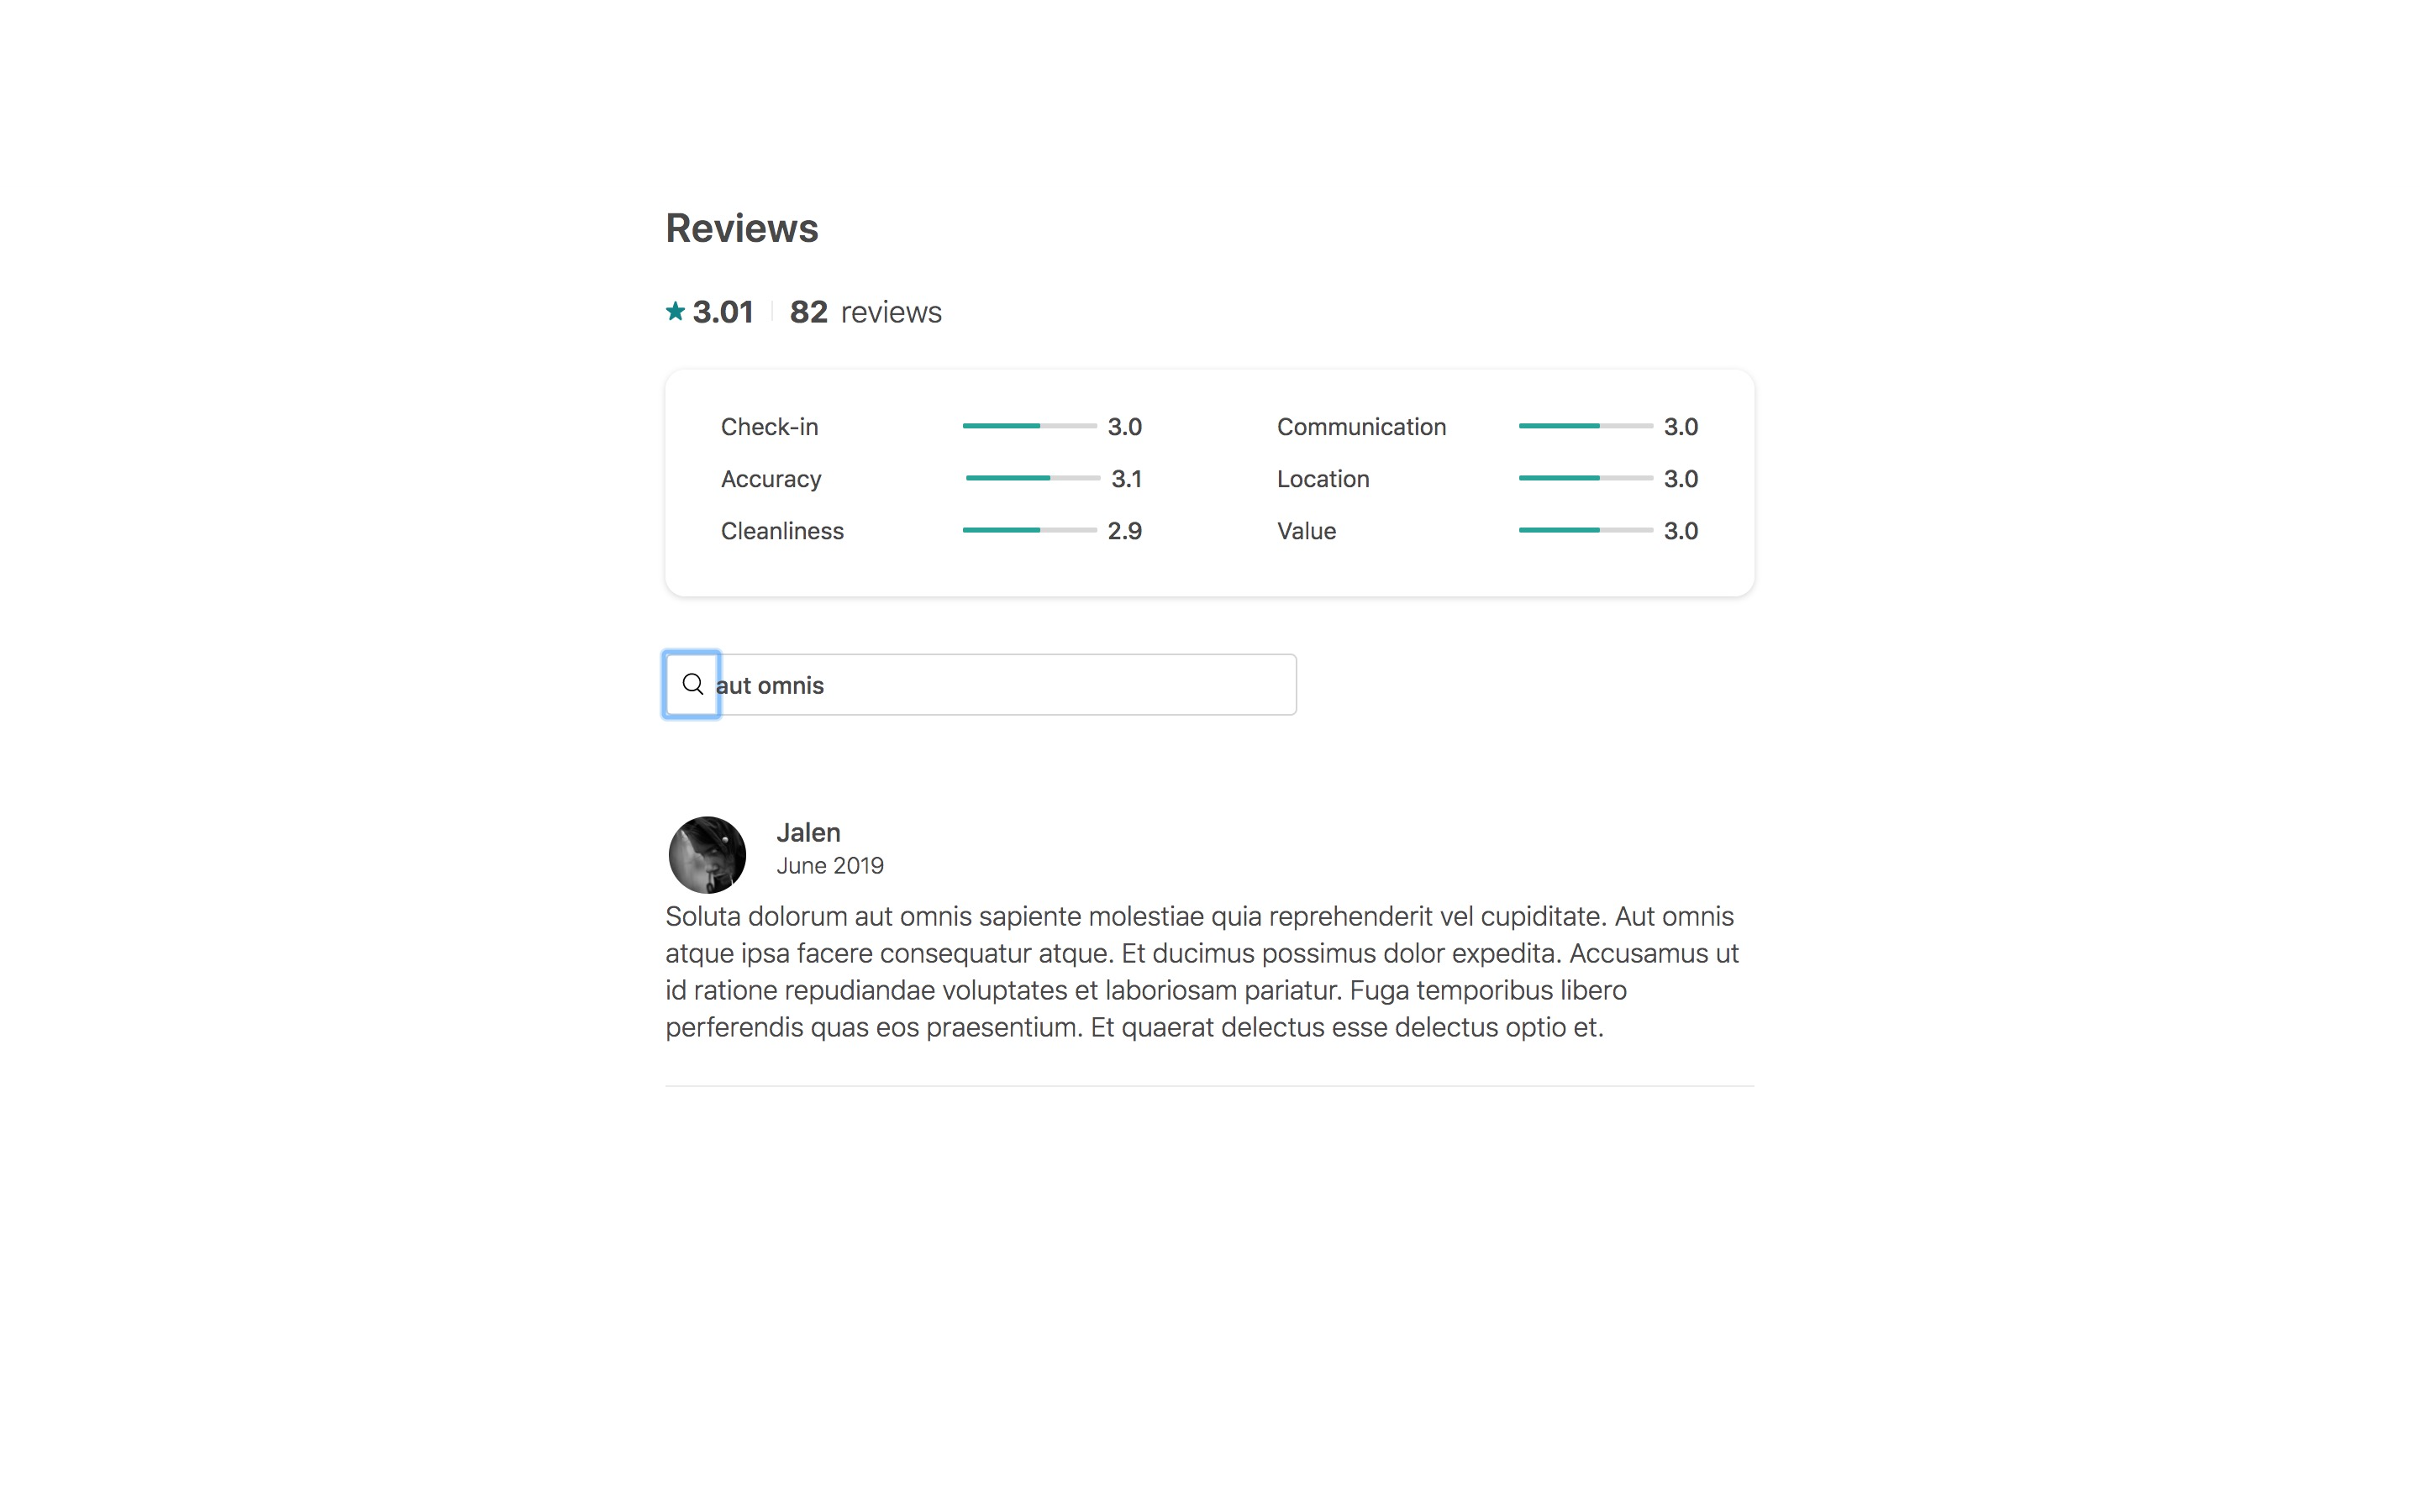 Reviews
3.01 82 reviews
Check-in 3.0 Communication 3.0
Accuracy 3.1 Location 3.0
Cleanliness 2.9 Value 3.0
aut omnis
Jalen
June 2019
Soluta dolorum aut omnis sapiente molestiae quia reprehenderit vel cupiditate. Aut omnis
atque ipsa facere consequatur atque. Et ducimus possimus dolor expedita. Accusamus ut
id ratione repudiandae voluptates et laboriosam pariatur. Fuga temporibus libero
perferendis quas eos praesentium. Et quaerat delectus esse delectus optio et.